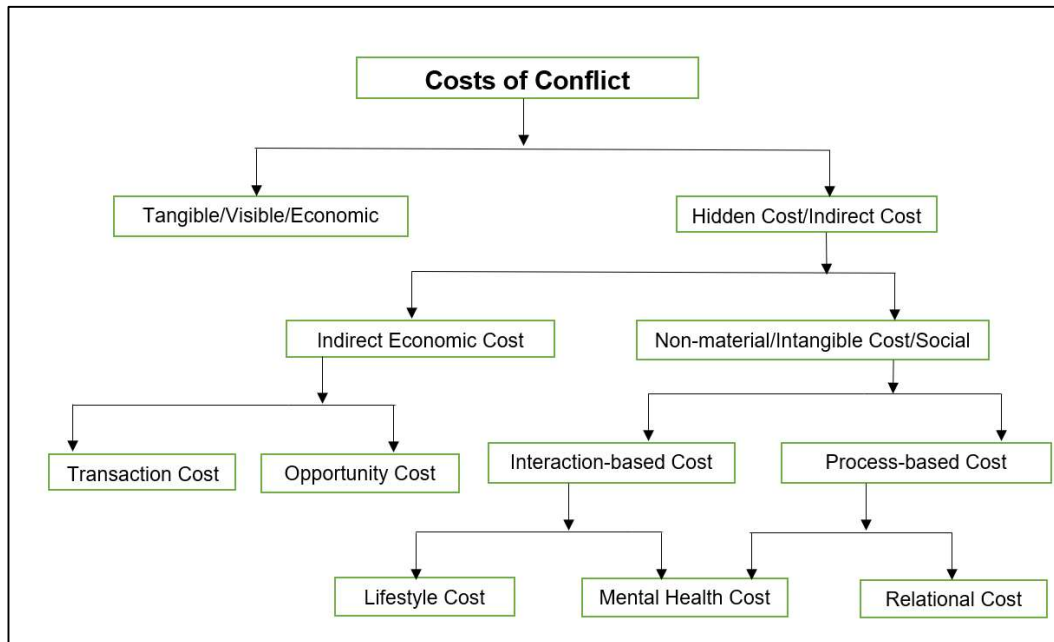 Costs of Conflict
Tangible/Visible/Economic
Hidden Cost/Indirect Cost
Indirect Economic Cost
Non-material/Intangible Cost/Social
Transaction Cost
Opportunity Cost
Interaction-based Cost
Process-based Cost
Lifestyle Cost
Mental Health Cost
Relational Cost